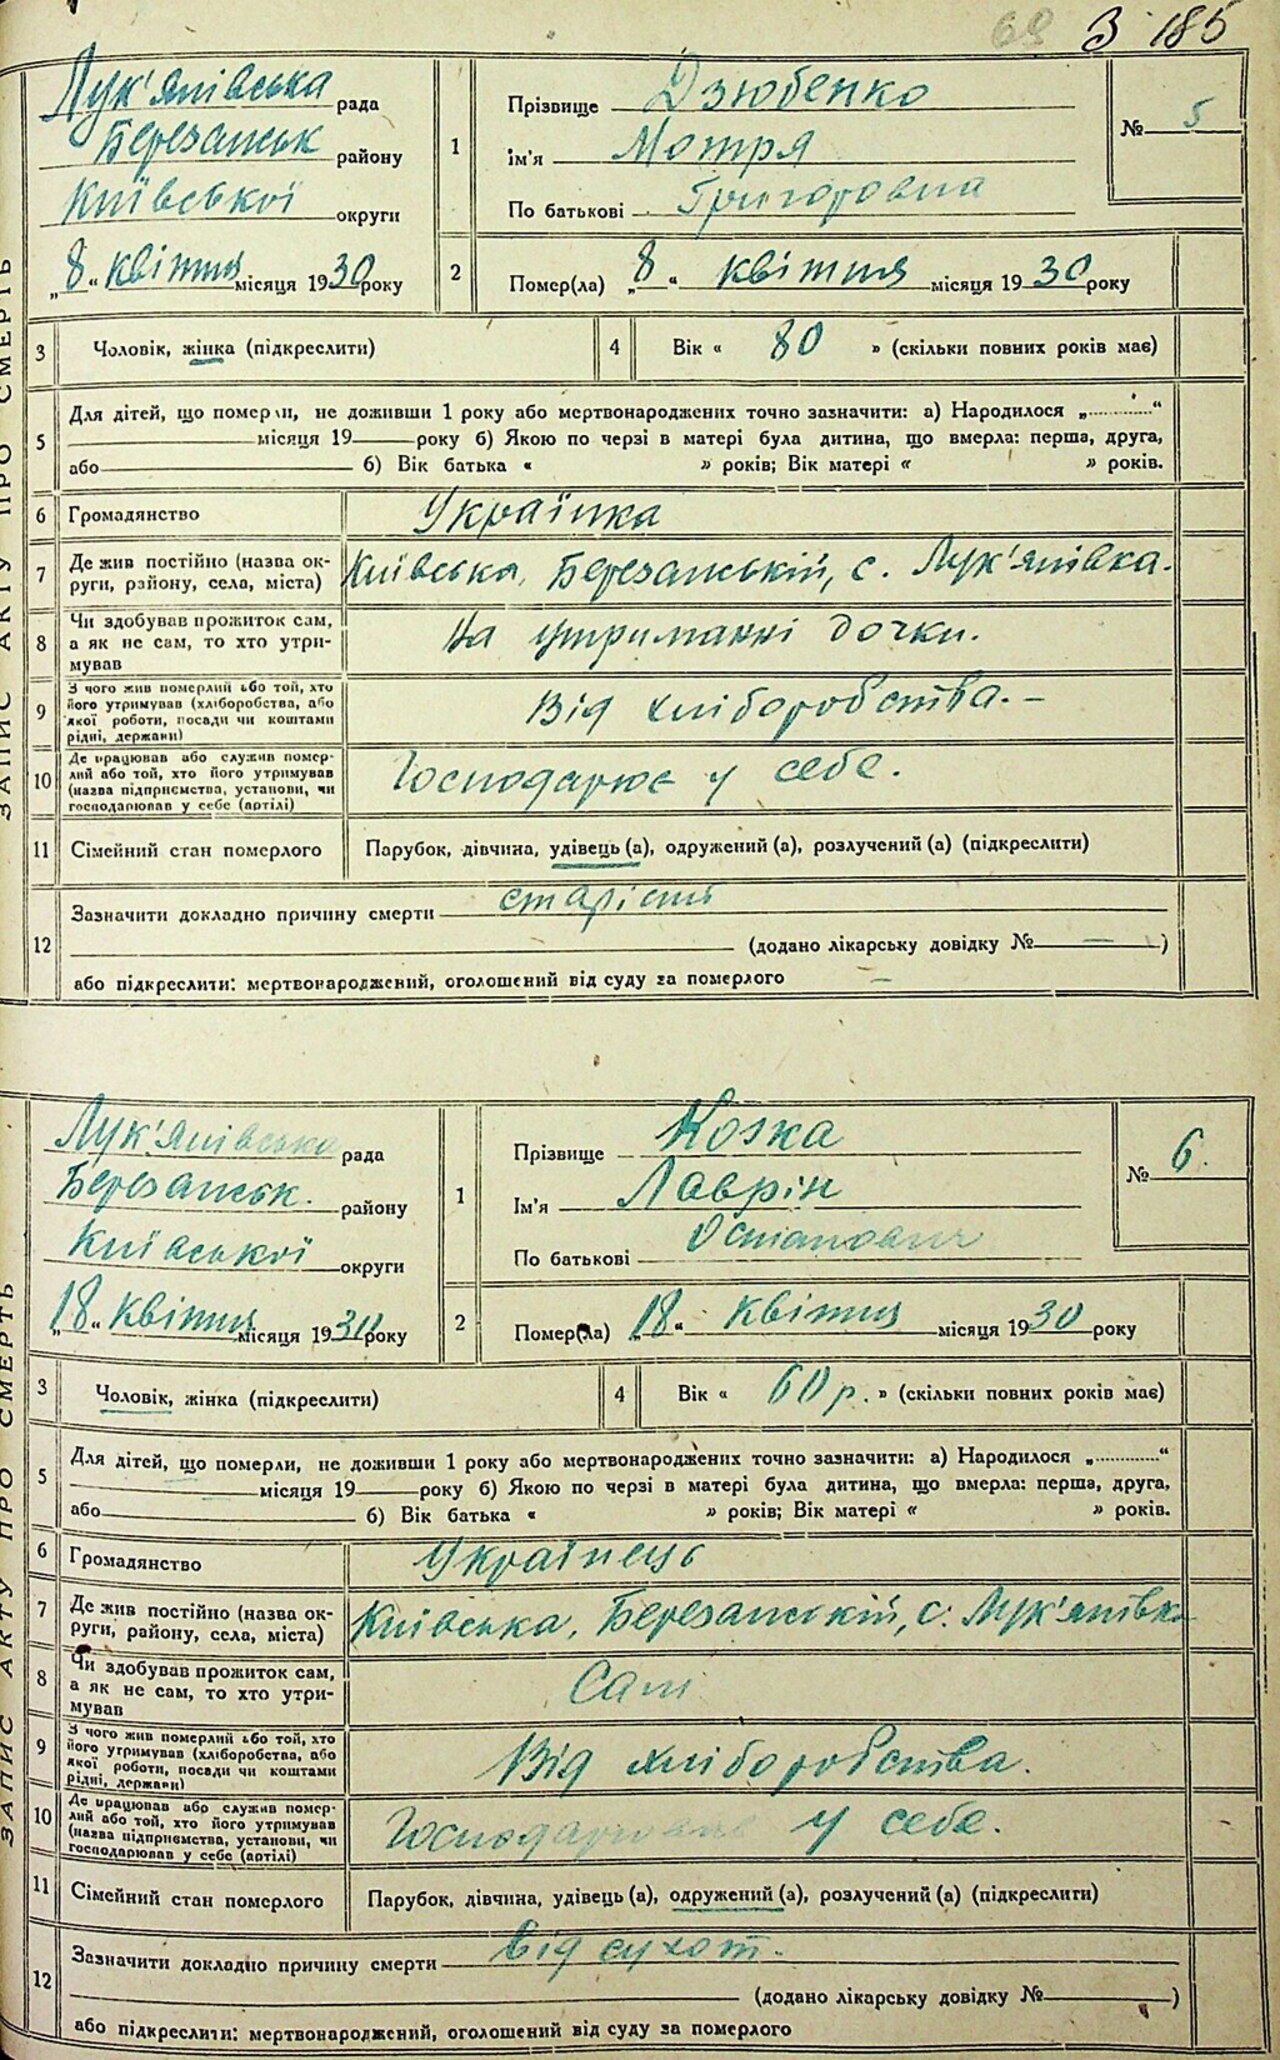 69 3 185
ЗАПИС АКТУ ПРО СМЕРТЬ
Лук'янівська рада
Березанськ району
Київської округи
„8“ квітня місяця 1930 року
1
Прізвище Дзюбенко
Ім'я Мотря
По батькові Григоровна
№ 5
2
Помер(ла) „8“ квітня місяця 1930 року
3 Чоловік, жінка (підкреслити)
4 Вік « 80 » (скільки повних років має)
5
Для дітей, що померли, не доживши 1 року або мертвонароджених точно зазначити: а) Народилося „.............“
місяця 19 року б) Якою по черзі в матері була дитина, що вмерла: перша, друга,
або б) Вік батька « » років; Вік матері « » років.
6 Громадянство Українка
7 Де жив постійно (назва ок-
руги, району, села, міста)
Київська, Березанський, с. Лук'янівка.
8 Чи здобував прожиток сам,
а як не сам, то хто утри-
мував
На утриманні дочки.
9 З чого жив померлий або той, хто
його утримував (хліборобства, або
якої роботи, посади чи коштами
рідні, держави)
Від хліборобства. -
10 Де працював або служив помер-
лий або той, хто його утримував
(назва підприємства, установи, чи
господарював у себе (артілі)
Господарює у себе.
11 Сімейний стан померлого Парубок, дівчина, удівець (а), одружений (а), розлучений (а) (підкреслити)
12
Зазначити докладно причину смерти старість
(додано лікарську довідку № — )
або підкреслити: мертвонароджений, оголошений від суду за померлого –
ЗАПИС АКТУ ПРО СМЕРТЬ
Лук'янівська рада
Березанськ. району
Київської округи
„18“ квітня місяця 1930 року
1
Прізвище Козка
Ім'я Лаврін
По батькові Остапович
№ 6.
2
Помер(ла) „18“ квітня місяця 1930 року
3 Чоловік, жінка (підкреслити)
4 Вік « 60 р. » (скільки повних років має)
5
Для дітей, що померли, не доживши 1 року або мертвонароджених точно зазначити: а) Народилося „.............“
місяця 19 року б) Якою по черзі в матері була дитина, що вмерла: перша, друга,
або б) Вік батька « » років; Вік матері « » років.
6 Громадянство Українець
7 Де жив постійно (назва ок-
руги, району, села, міста)
Київська, Березанський, с. Лук'янівка
8 Чи здобував прожиток сам,
а як не сам, то хто утри-
мував
Сам
9 З чого жив померлий або той, хто
його утримував (хліборобства, або
якої роботи, посади чи коштами
рідні, держави)
Від хліборобства.
10 Де працював або служив помер-
лий або той, хто його утримував
(назва підприємства, установи, чи
господарював у себе (артілі)
Господарював у себе.
11 Сімейний стан померлого Парубок, дівчина, удівець (а), одружений (а), розлучений (а) (підкреслити)
12
Зазначити докладно причину смерти від сухот.
(додано лікарську довідку № )
або підкреслити: мертвонароджений, оголошений від суду за померлого